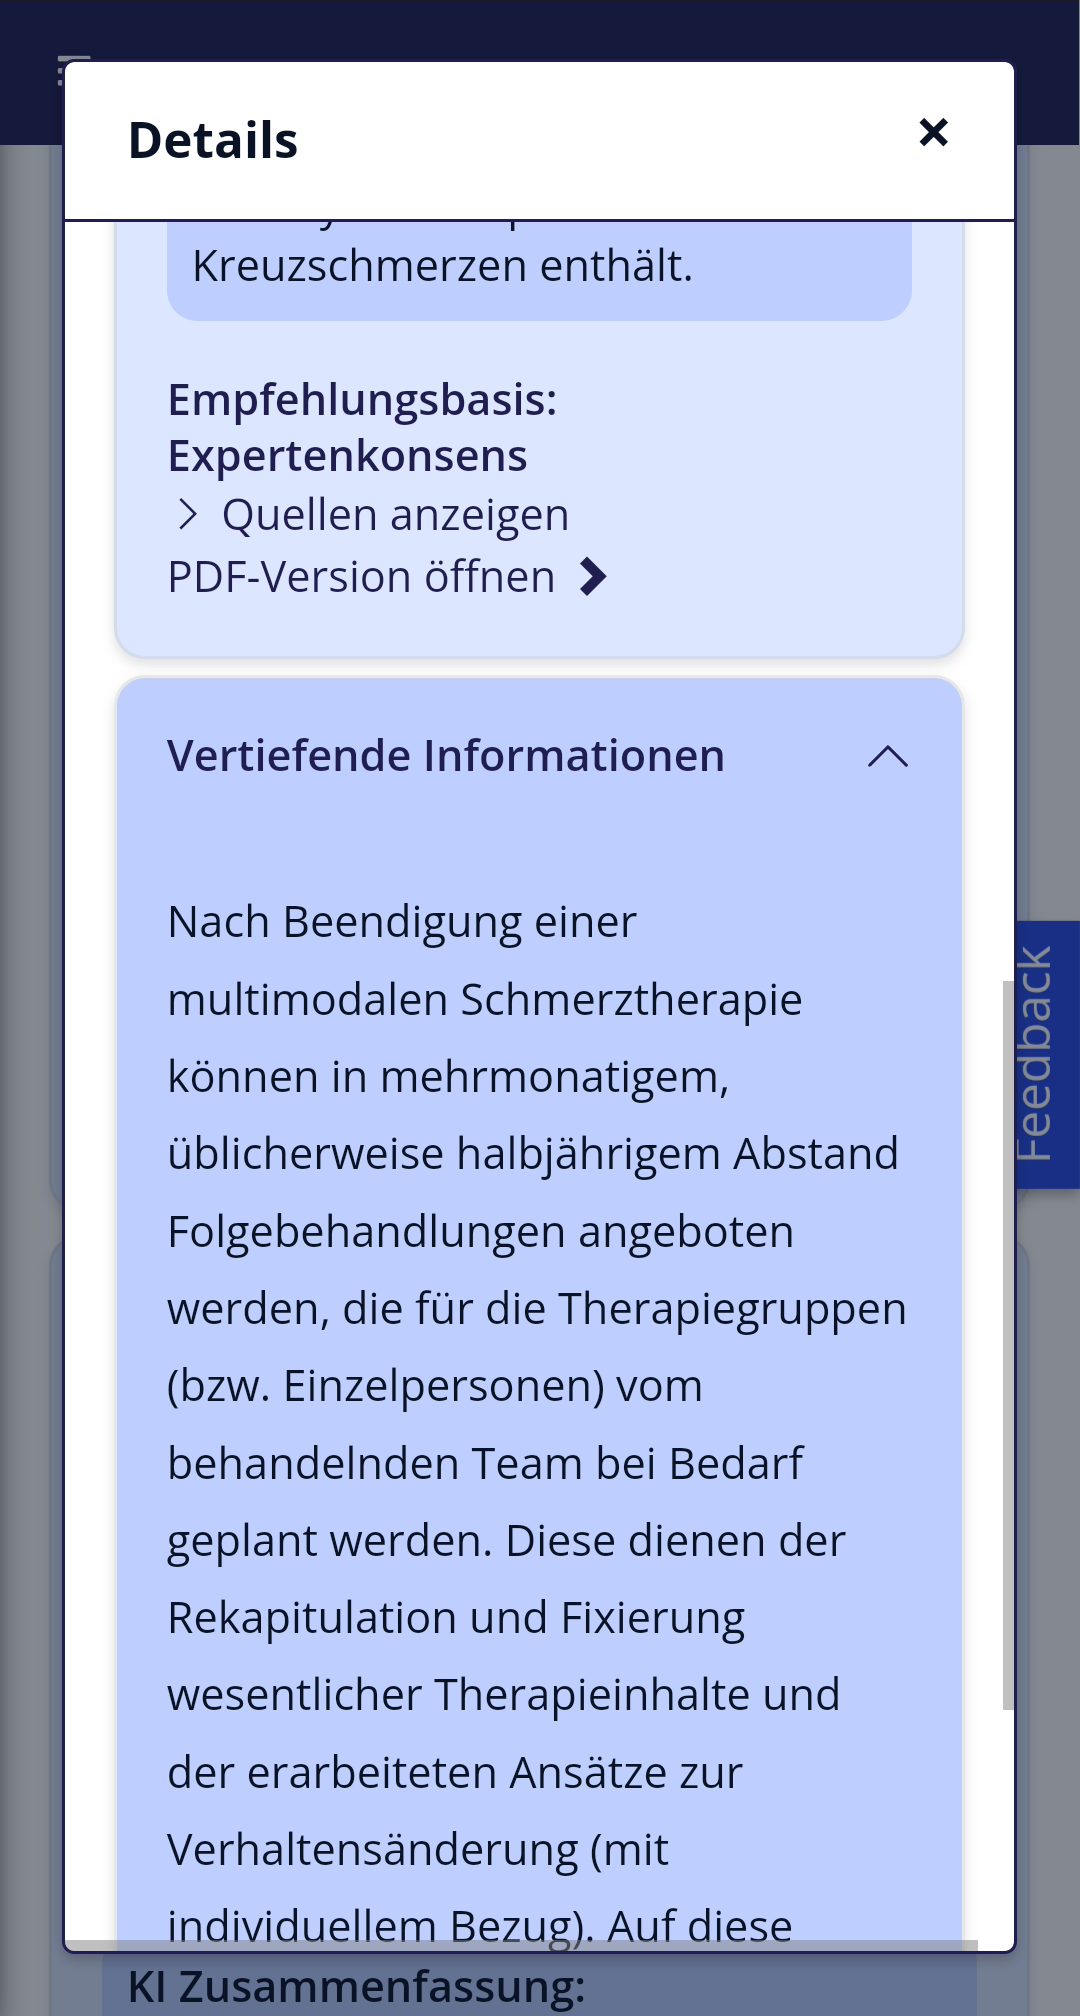 Details
Kreuzschmerzen enthält.
Empfehlungsbasis:
Expertenkonsens
Quellen anzeigen
PDF-Version öffnen
Vertiefende Informationen
Nach Beendigung einer
multimodalen Schmerztherapie
können in mehrmonatigem,
üblicherweise halbjährigem Abstand
Folgebehandlungen angeboten
werden, die für die Therapiegruppen
(bzw. Einzelpersonen) vom
behandelnden Team bei Bedarf
geplant werden. Diese dienen der
Rekapitulation und Fixierung
wesentlicher Therapieinhalte und
der erarbeiteten Ansätze zur
Verhaltensänderung (mit
individuellem Bezug). Auf diese
Feedback
KI Zusammenfassung: